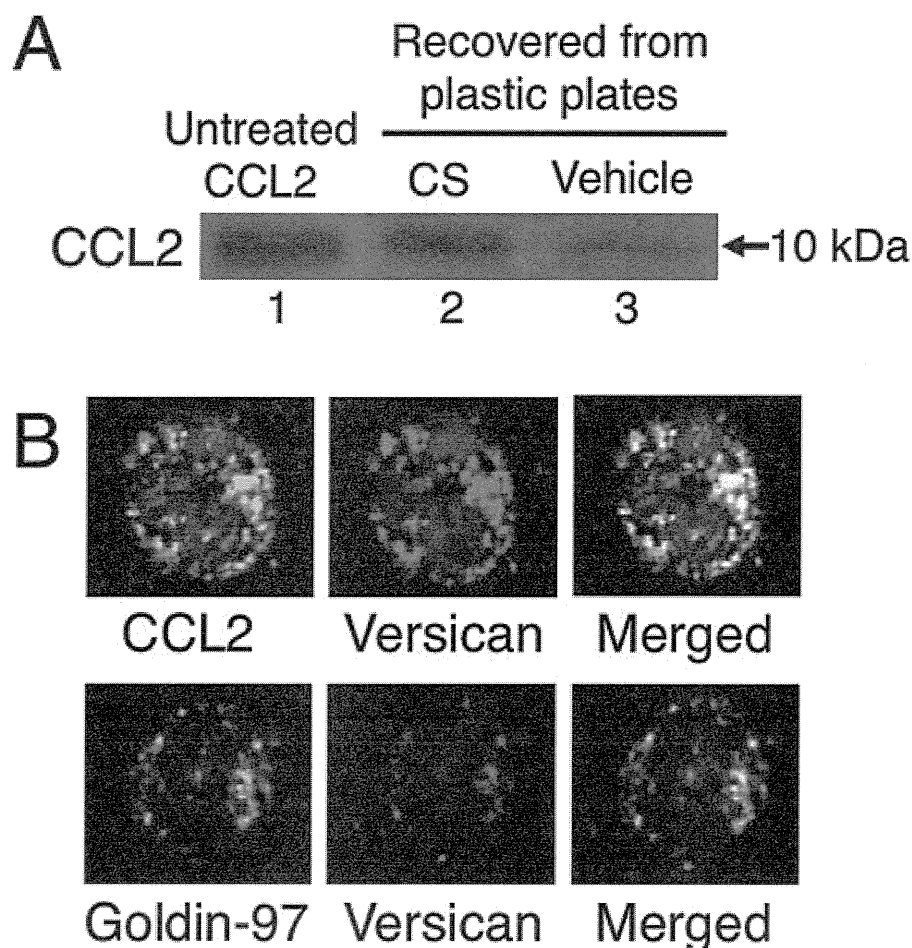 A
Recovered from
plastic plates
Untreated
CCL2
CS
Vehicle
CCL2
10 kDa
1
2
3
B
CCL2
Versican
Merged
Goldin-97
Versican
Merged